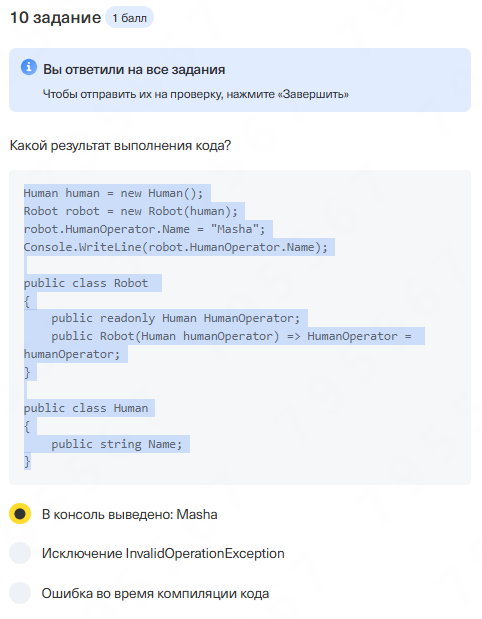 10 задание 1 балл
Вы ответили на все задания
Чтобы отправить их на проверку, нажмите «Завершить»
Какой результат выполнения кода?
Human human = new Human();
Robot robot = new Robot(human);
robot.HumanOperator.Name = "Masha";
Console.WriteLine(robot.HumanOperator.Name);
public class Robot
{
    public readonly Human HumanOperator;
    public Robot(Human humanOperator) => HumanOperator =
humanOperator;
}
public class Human
{
    public string Name;
}
В консоль выведено: Masha
Исключение InvalidOperationException
Ошибка во время компиляции кода